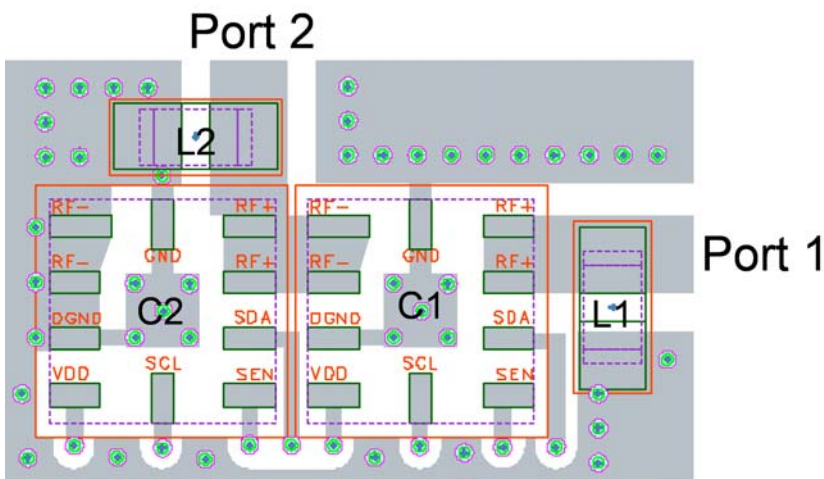 Port 2
L2
RF- RF+ RF- RF+
GND GND
RF- RF+ RF- RF+
Port 1
C2 C1 L1
DGND SDA DGND SDA
VDD SCL SEN VDD SCL SEN